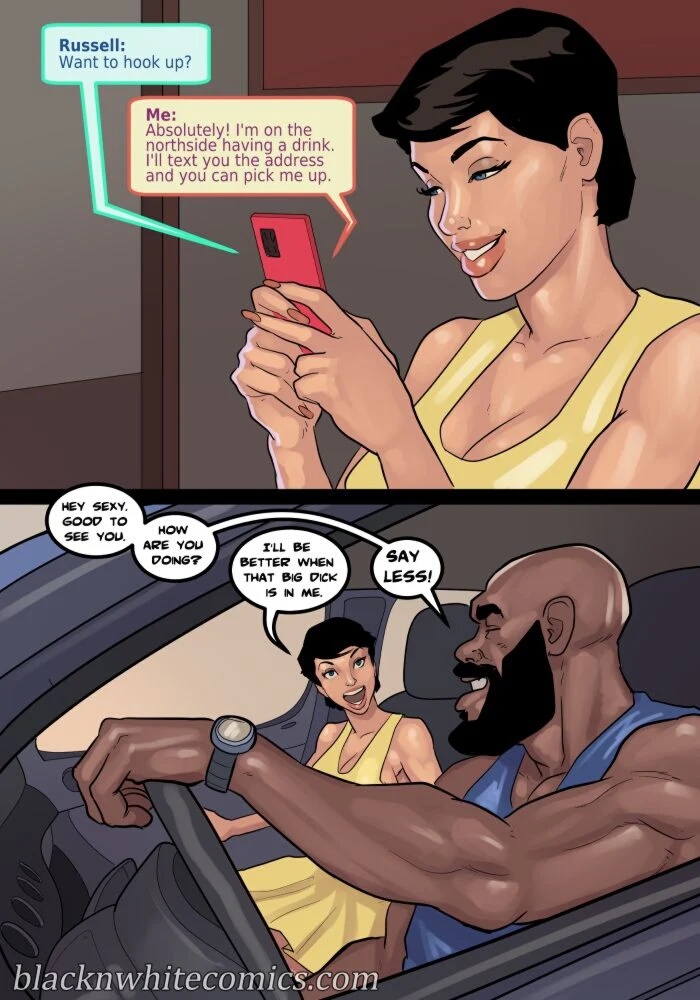 Russell:
Want to hook up?
Me:
Absolutely! I'm on the
northside having a drink.
I'll text you the address
and you can pick me up.
HEY SEXY.
GOOD TO
SEE YOU.
HOW
ARE YOU
DOING?
I'LL BE
BETTER WHEN
THAT BIG DICK
IS IN ME.
SAY
LESS!
blacknwhitecomics.com